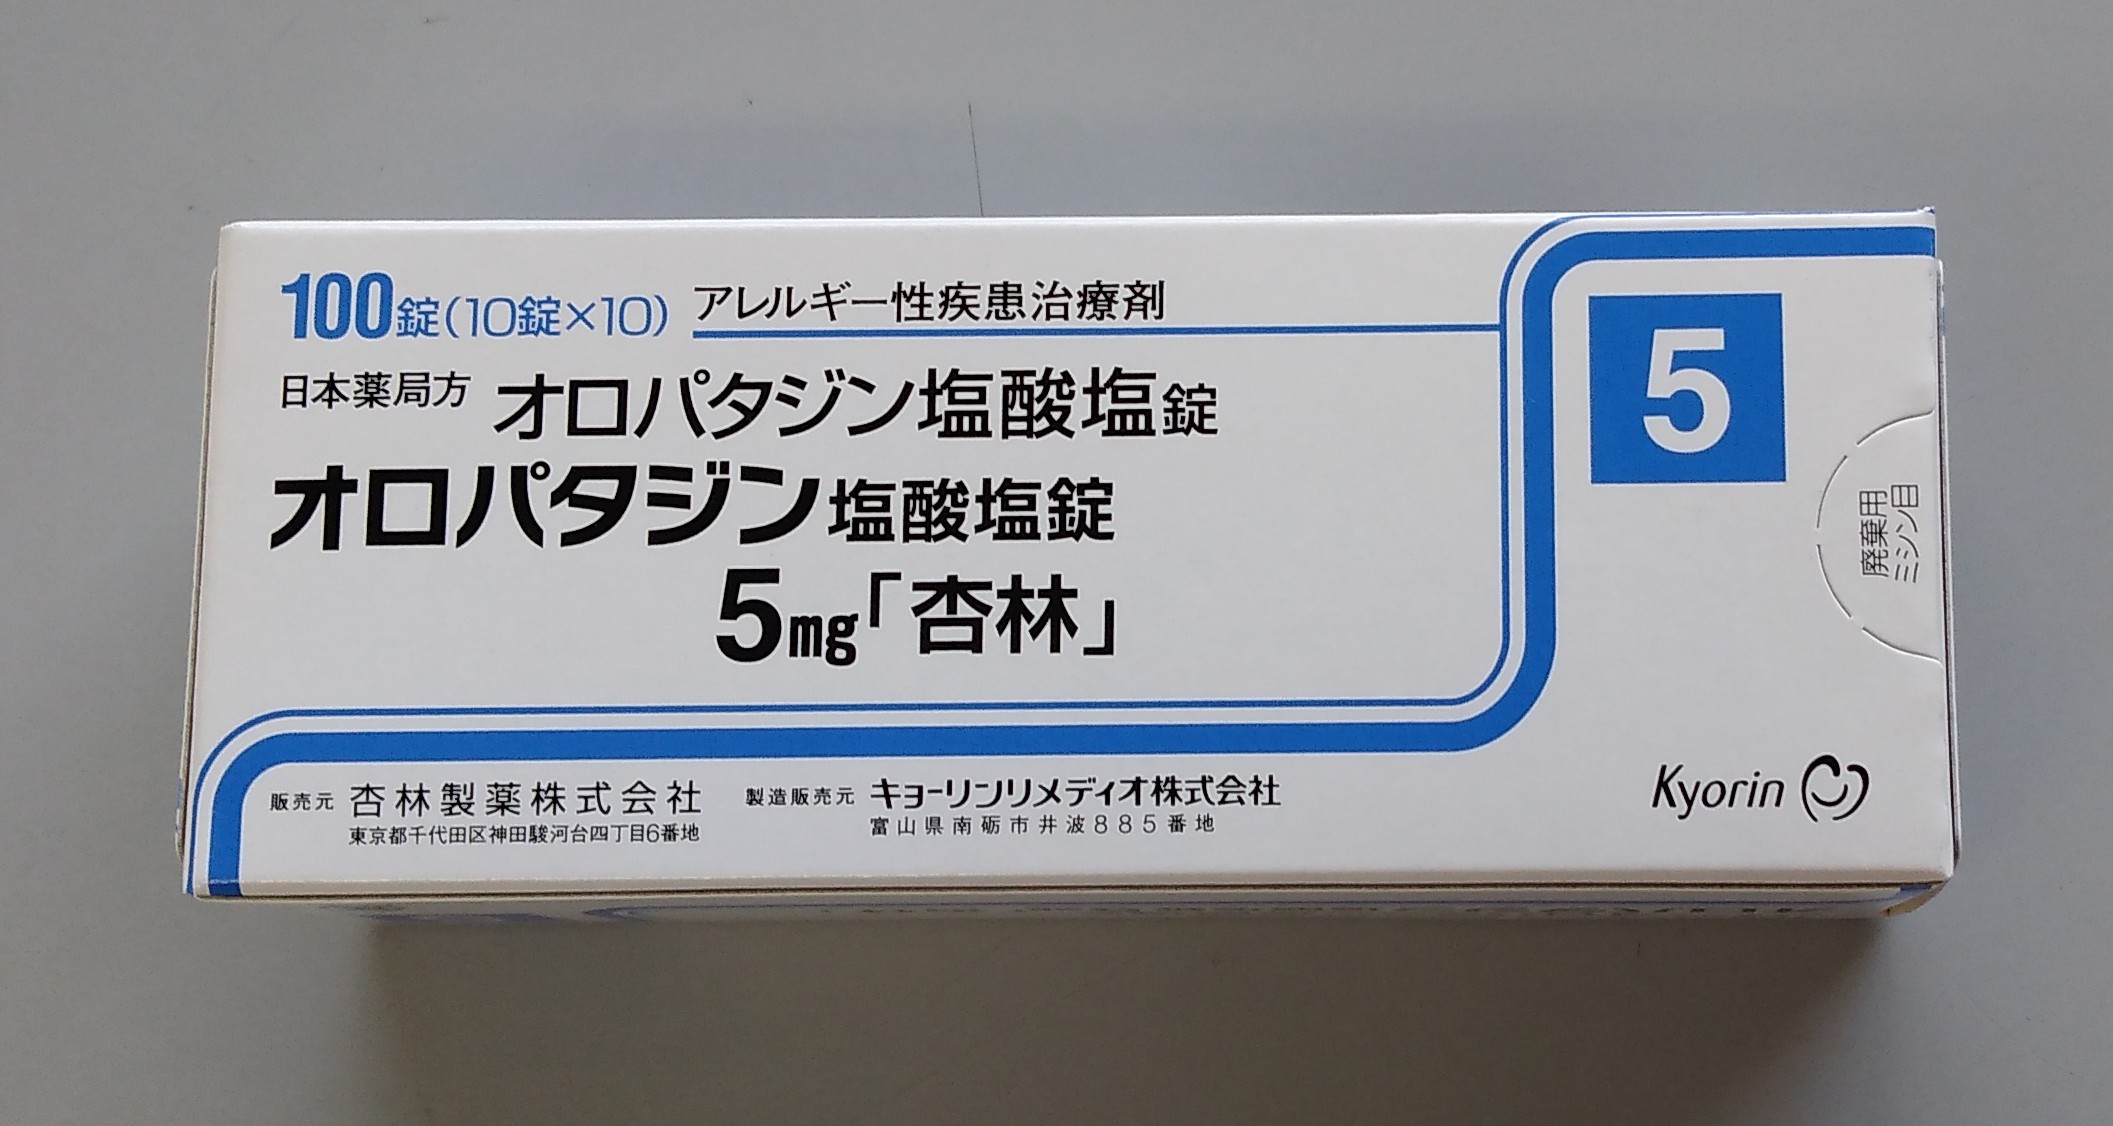 100錠(10錠×10) アレルギー性疾患治療剤
日本薬局方 オロパタジン塩酸塩錠
オロパタジン塩酸塩錠
5mg「杏林」
5
廃棄用
ミシン目
販売元 杏林製薬株式会社
東京都千代田区神田駿河台四丁目6番地
製造販売元 キョーリンリメディオ株式会社
富山県南砺市井波885番地
Kyorin